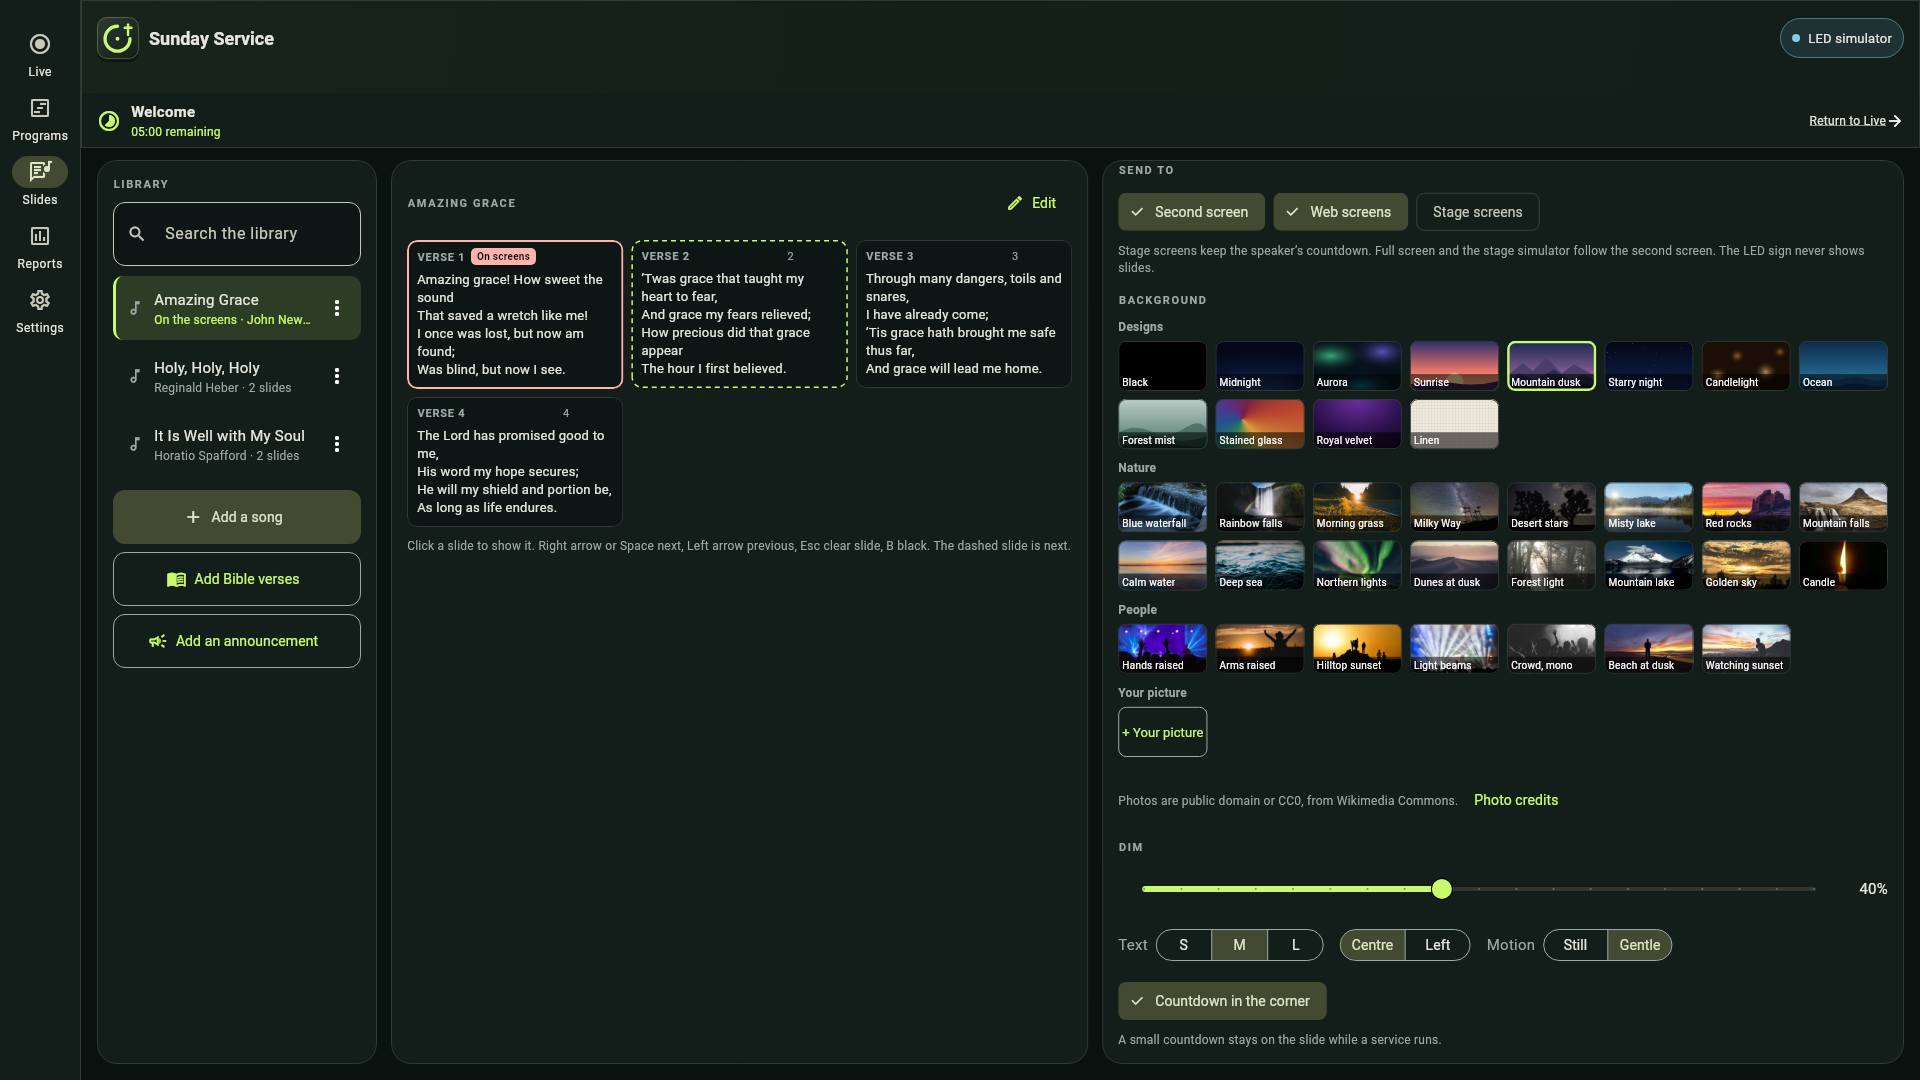 Sunday Service
LED simulator
Live
Programs
Slides
Reports
Settings
Welcome
05:00 remaining
Return to Live
LIBRARY
Search the library
Amazing Grace
On the screens · John New...
Holy, Holy, Holy
Reginald Heber · 2 slides
It Is Well with My Soul
Horatio Spafford · 2 slides
Add a song
Add Bible verses
Add an announcement
AMAZING GRACE
Edit
VERSE 1 On screens
Amazing grace! How sweet the
sound
That saved a wretch like me!
I once was lost, but now am
found;
Was blind, but now I see.
VERSE 2 2
’Twas grace that taught my
heart to fear,
And grace my fears relieved;
How precious did that grace
appear
The hour I first believed.
VERSE 3 3
Through many dangers, toils and
snares,
I have already come;
’Tis grace hath brought me safe
thus far,
And grace will lead me home.
VERSE 4 4
The Lord has promised good to
me,
His word my hope secures;
He will my shield and portion be,
As long as life endures.
Click a slide to show it. Right arrow or Space next, Left arrow previous, Esc clear slide, B black. The dashed slide is next.
SEND TO
Second screen
Web screens
Stage screens
Stage screens keep the speaker’s countdown. Full screen and the stage simulator follow the second screen. The LED sign never shows
slides.
BACKGROUND
Designs
Black
Midnight
Aurora
Sunrise
Mountain dusk
Starry night
Candlelight
Ocean
Forest mist
Stained glass
Royal velvet
Linen
Nature
Blue waterfall
Rainbow falls
Morning grass
Milky Way
Desert stars
Misty lake
Red rocks
Mountain falls
Calm water
Deep sea
Northern lights
Dunes at dusk
Forest light
Mountain lake
Golden sky
Candle
People
Hands raised
Arms raised
Hilltop sunset
Light beams
Crowd, mono
Beach at dusk
Watching sunset
Your picture
+ Your picture
Photos are public domain or CC0, from Wikimedia Commons.
Photo credits
DIM
40%
Text S M L Centre Left Motion Still Gentle
Countdown in the corner
A small countdown stays on the slide while a service runs.